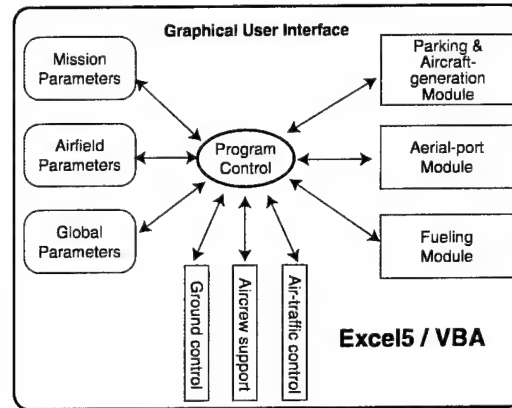 Graphical User Interface
Mission
Parameters
Airfield
Parameters
Global
Parameters
Program
Control
Parking &
Aircraft-
generation
Module
Aerial-port
Module
Fueling
Module
Ground control
Aircrew support
Air-traffic control
Excel5 / VBA